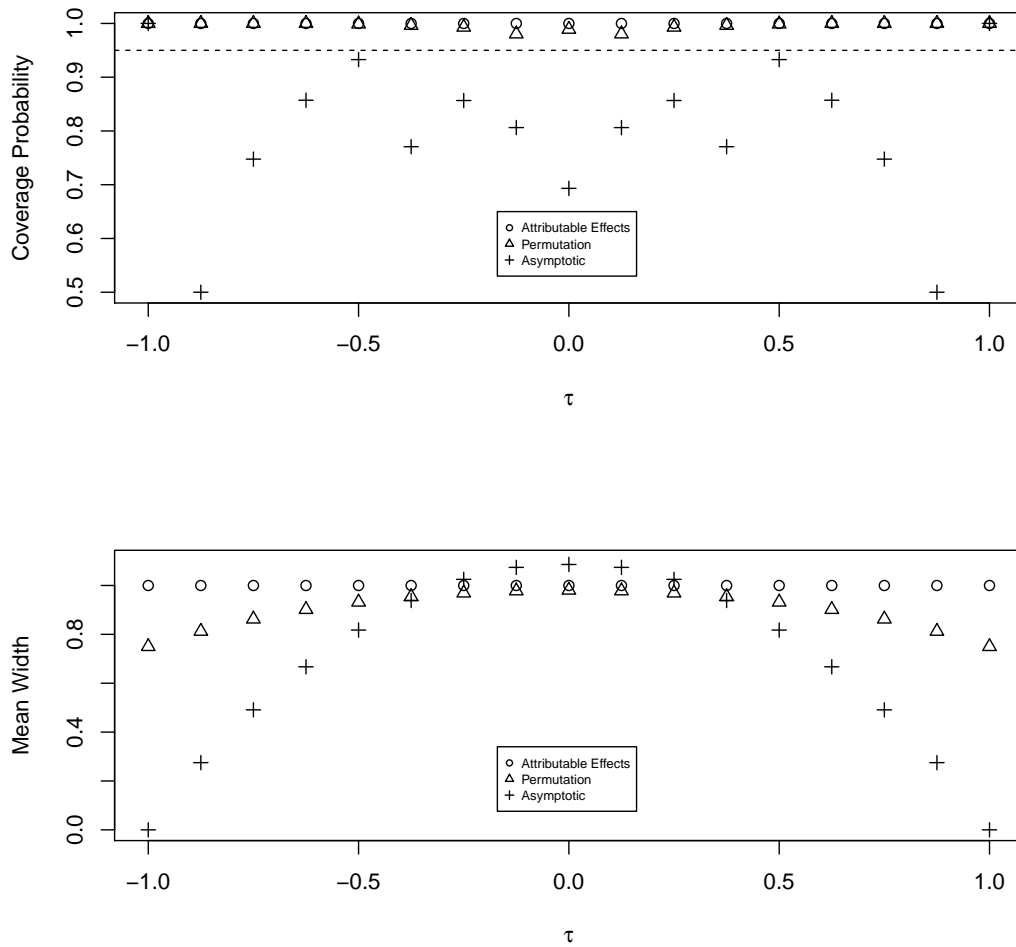 Coverage Probability
1.0
0.9
0.8
0.7
0.6
0.5
Attributable Effects
Permutation
Asymptotic
−1.0
−0.5
0.0
0.5
1.0
τ
Mean Width
0.8
0.4
0.0
Attributable Effects
Permutation
Asymptotic
−1.0
−0.5
0.0
0.5
1.0
τ